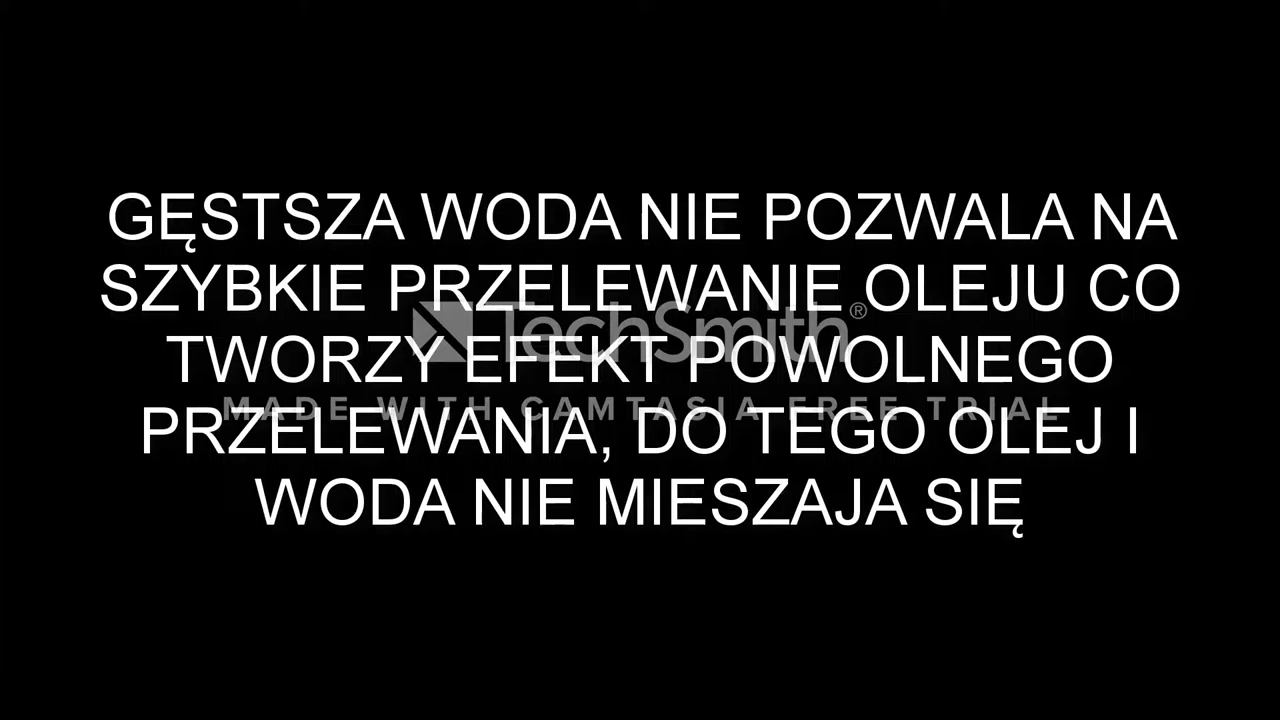 GĘSTSZA WODA NIE POZWALA NA
SZYBKIE PRZELEWANIE OLEJU CO
TechSmith®
TWORZY EFEKT POWOLNEGO
MADE WITH CAMTASIA FREE TRIAL
PRZELEWANIA, DO TEGO OLEJ I
WODA NIE MIESZAJA SIĘ